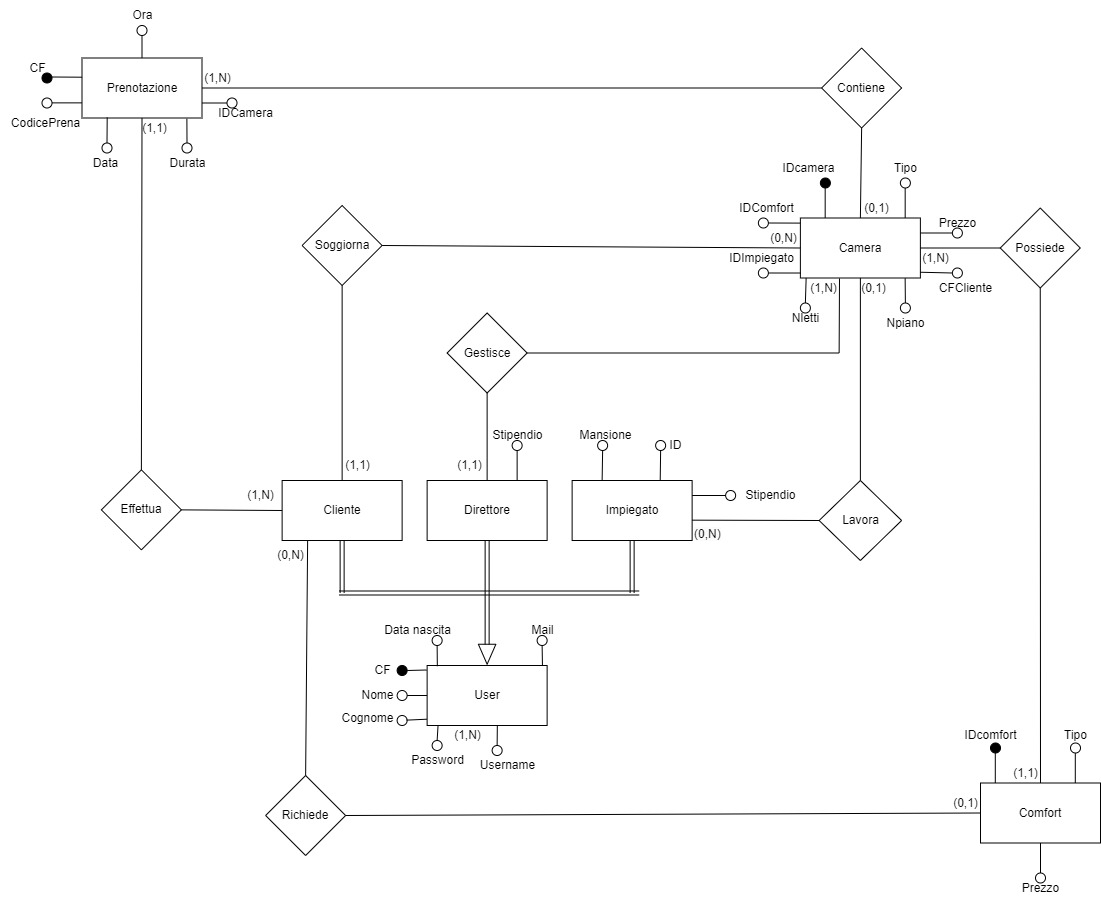 Ora
CF
Prenotazione
(1,N)
Contiene
CodicePrena
(1,1)
IDCamera
Data
Durata
IDcamera
Tipo
IDComfort
(0,1)
Prezzo
Soggiorna
(0,N)
Camera
Possiede
IDImpiegato
(1,N)
CFCliente
(1,N)
(0,1)
Nletti
Npiano
Gestisce
Stipendio
Mansione
ID
(1,1)
(1,1)
Effettua
(1,N)
Cliente
Direttore
Impiegato
Stipendio
Lavora
(0,N)
(0,N)
Data nascita
Mail
CF
Nome
User
Cognome
(1,N)
Password
Username
IDcomfort
Tipo
(1,1)
Richiede
(0,1)
Comfort
Prezzo